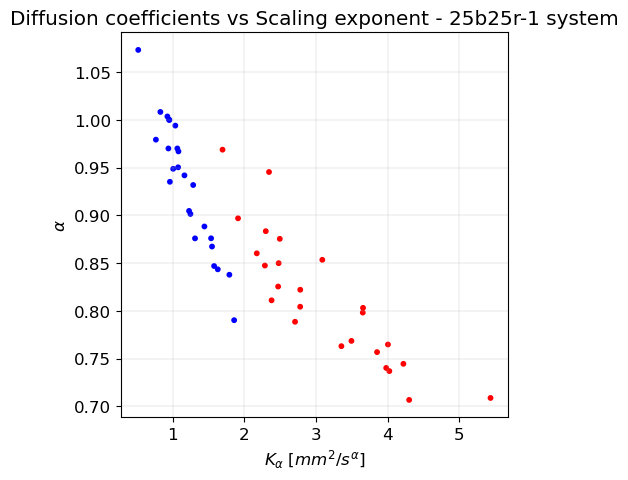 Diffusion coefficients vs Scaling exponent - 25b25r-1 system
1.05
1.00
0.95
0.90
0.85
0.80
0.75
0.70
α
1 2 3 4 5
K_α [mm²/s^α]